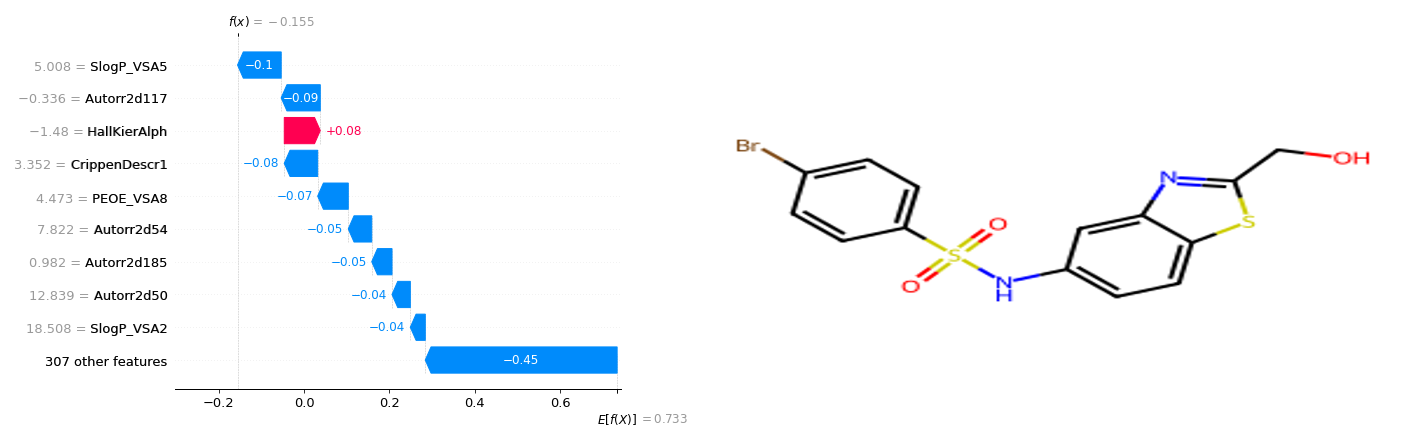 f(x) = −0.155
5.008 = SlogP_VSA5
−0.1
−0.336 = Autorr2d117
−0.09
−1.48 = HallKierAlph
+0.08
3.352 = CrippenDescr1
−0.08
4.473 = PEOE_VSA8
−0.07
7.822 = Autorr2d54
−0.05
0.982 = Autorr2d185
−0.05
12.839 = Autorr2d50
−0.04
18.508 = SlogP_VSA2
−0.04
307 other features
−0.45
−0.2 0.0 0.2 0.4 0.6
E[f(X)] = 0.733
Br
OH
N
S
O
S
O
N
H